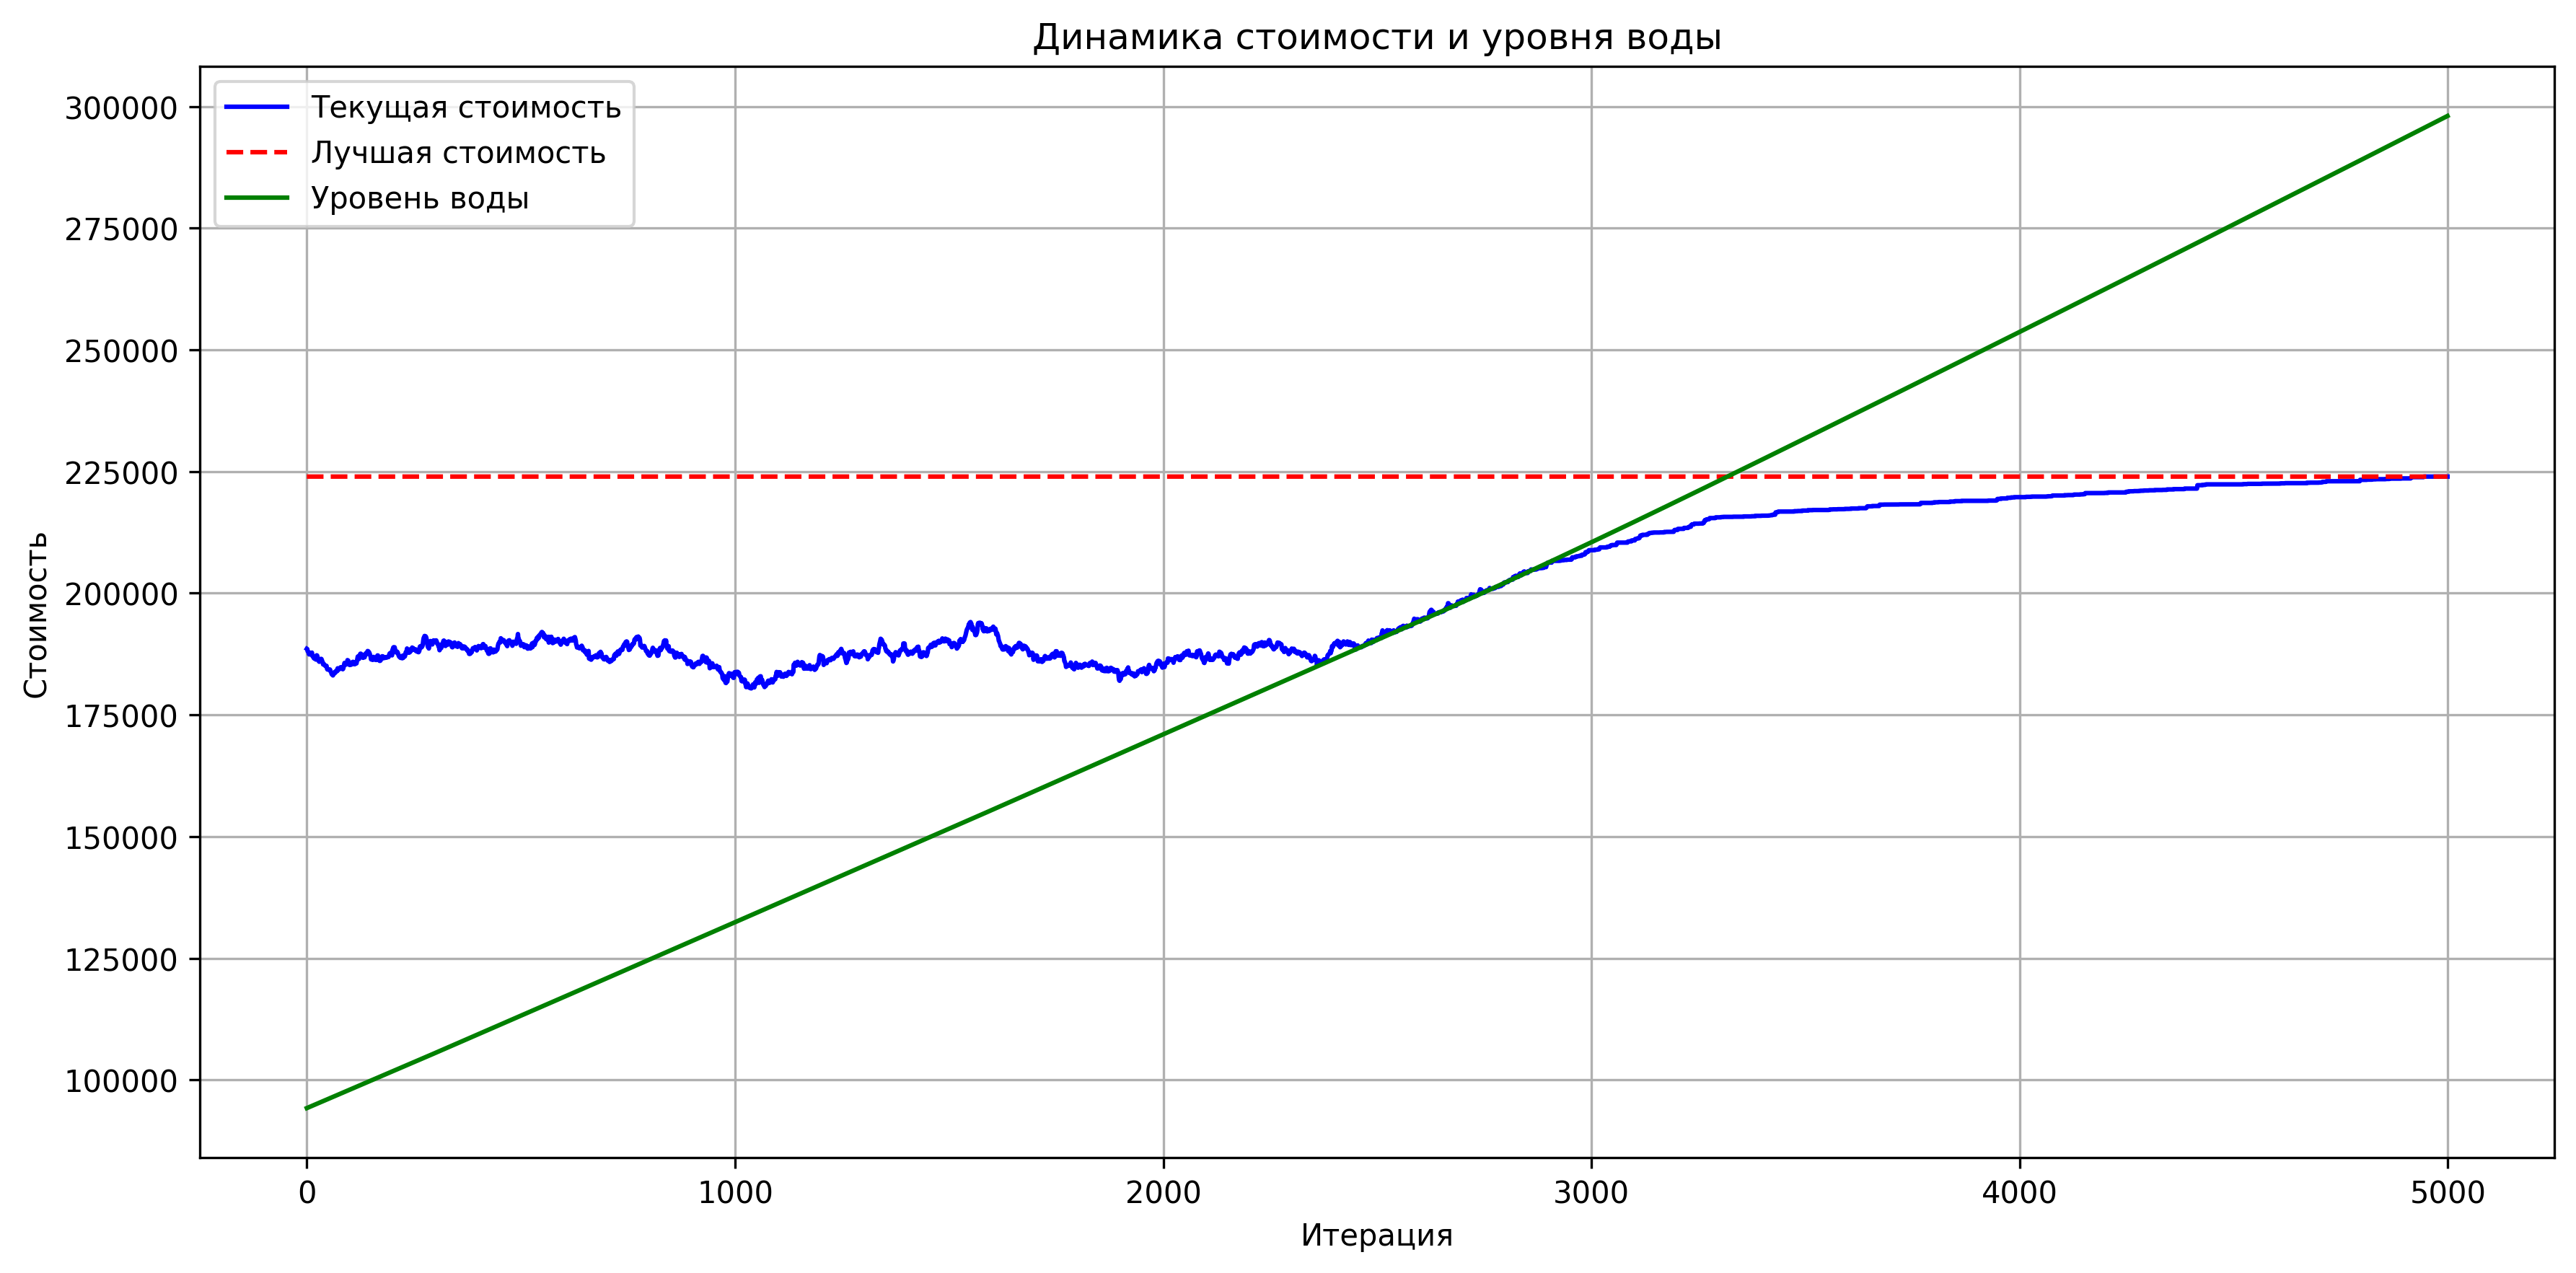 Динамика стоимости и уровня воды
Текущая стоимость
Лучшая стоимость
Уровень воды
300000
275000
250000
225000
200000
175000
150000
125000
100000
Стоимость
0 1000 2000 3000 4000 5000
Итерация